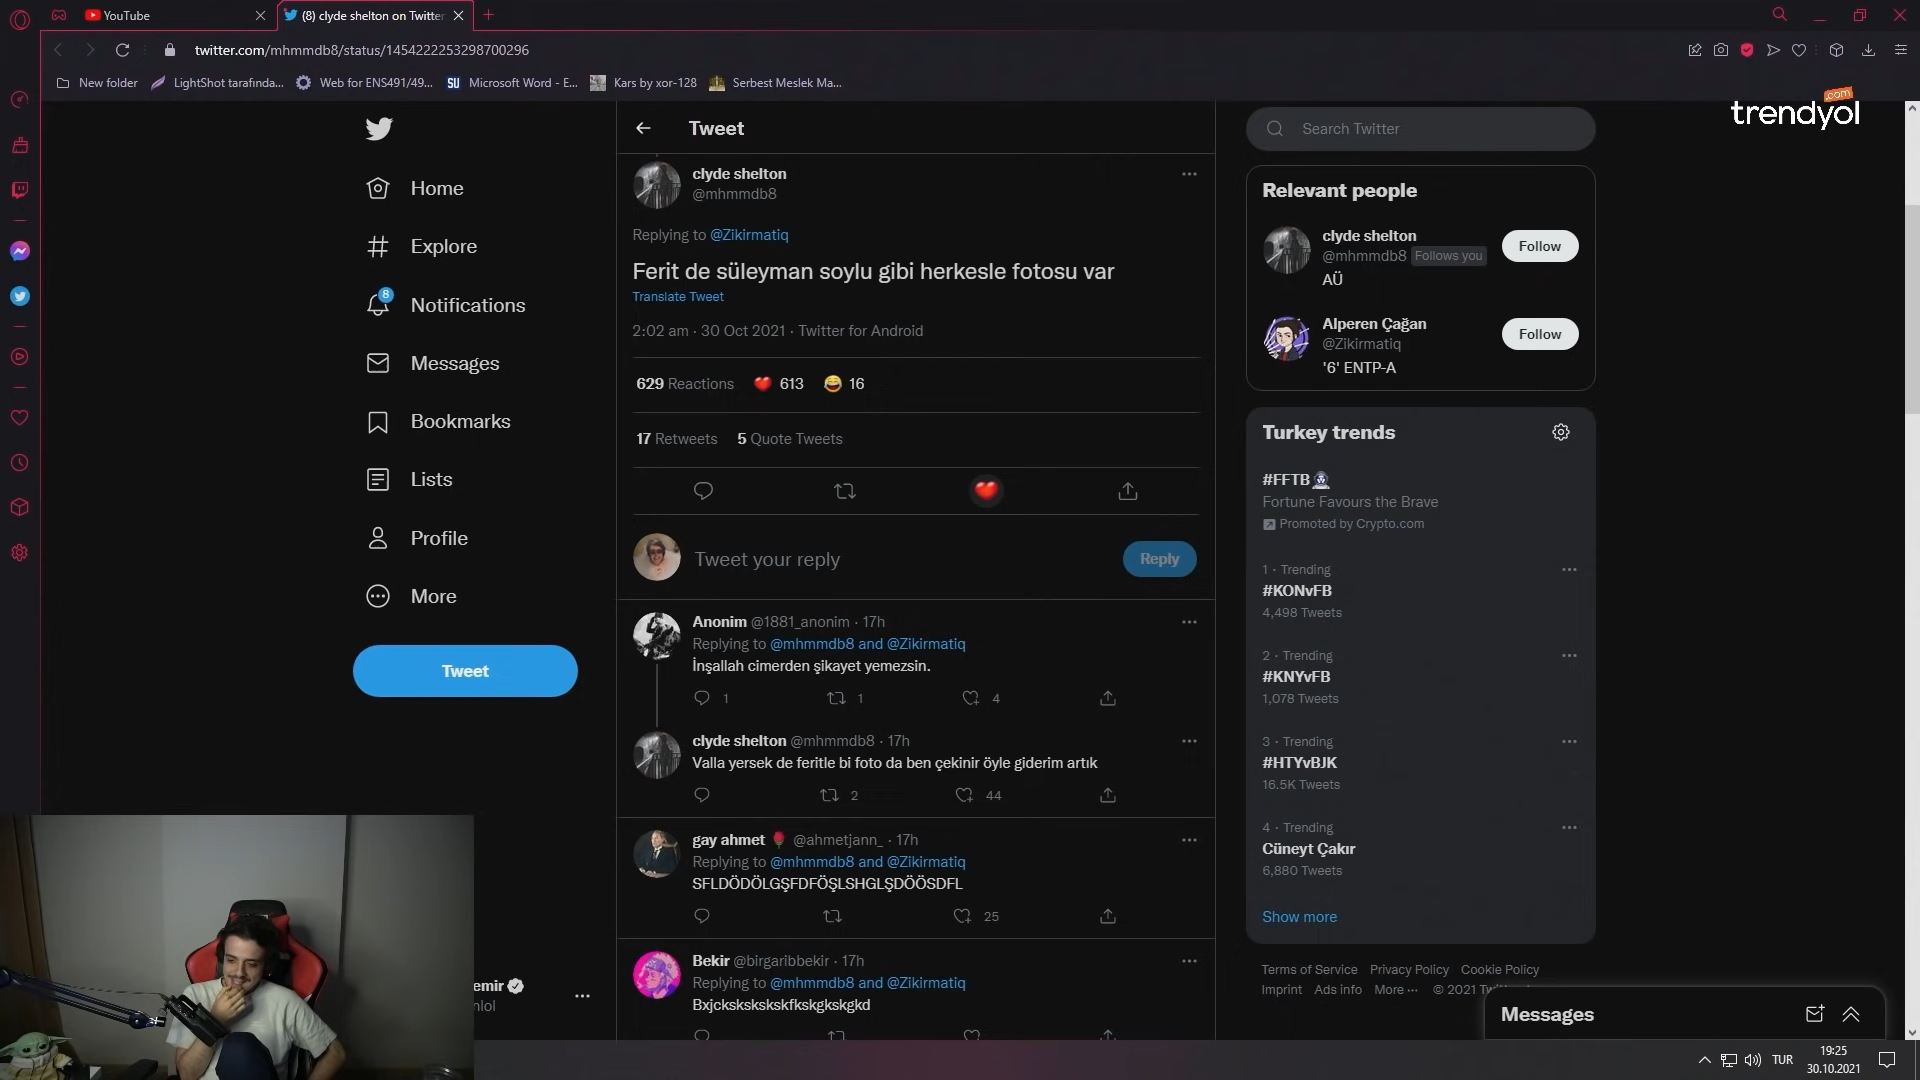 YouTube
(8) clyde shelton on Twitter
twitter.com/mhmmdb8/status/1454222253298700296
New folder
LightShot tarafında...
Web for ENS491/49...
SU
Microsoft Word - E...
Kars by xor-128
Serbest Meslek Ma...
trendyol
.com
Home
Explore
8
Notifications
Messages
Bookmarks
Lists
Profile
More
Tweet
emir
nlol
Tweet
clyde shelton
@mhmmdb8
Replying to @Zikirmatiq
Ferit de süleyman soylu gibi herkesle fotosu var
Translate Tweet
2:02 am · 30 Oct 2021 · Twitter for Android
629 Reactions 613 16
17 Retweets 5 Quote Tweets
Tweet your reply
Reply
Anonim @1881_anonim · 17h
Replying to @mhmmdb8 and @Zikirmatiq
İnşallah cimerden şikayet yemezsin.
1 1 4
clyde shelton @mhmmdb8 · 17h
Valla yersek de feritle bi foto da ben çekinir öyle giderim artık
2 44
gay ahmet @ahmetjann_ · 17h
Replying to @mhmmdb8 and @Zikirmatiq
SFLDÖDÖLGŞFDFÖŞLSHGLŞDÖÖSDFL
25
Bekir @birgaribbekir · 17h
Replying to @mhmmdb8 and @Zikirmatiq
Bxjcksksksksk​fkskgkskgkd
Search Twitter
Relevant people
clyde shelton
@mhmmdb8 Follows you
AÜ
Follow
Alperen Çağan
@Zikirmatiq
'6' ENTP-A
Follow
Turkey trends
#FFTB
Fortune Favours the Brave
Promoted by Crypto.com
1 · Trending
#KONvFB
4,498 Tweets
2 · Trending
#KNYvFB
1,078 Tweets
3 · Trending
#HTYvBJK
16.5K Tweets
4 · Trending
Cüneyt Çakır
6,880 Tweets
Show more
Terms of Service Privacy Policy Cookie Policy
Imprint Ads info More ··· © 2021
Messages
TUR
19:25
30.10.2021